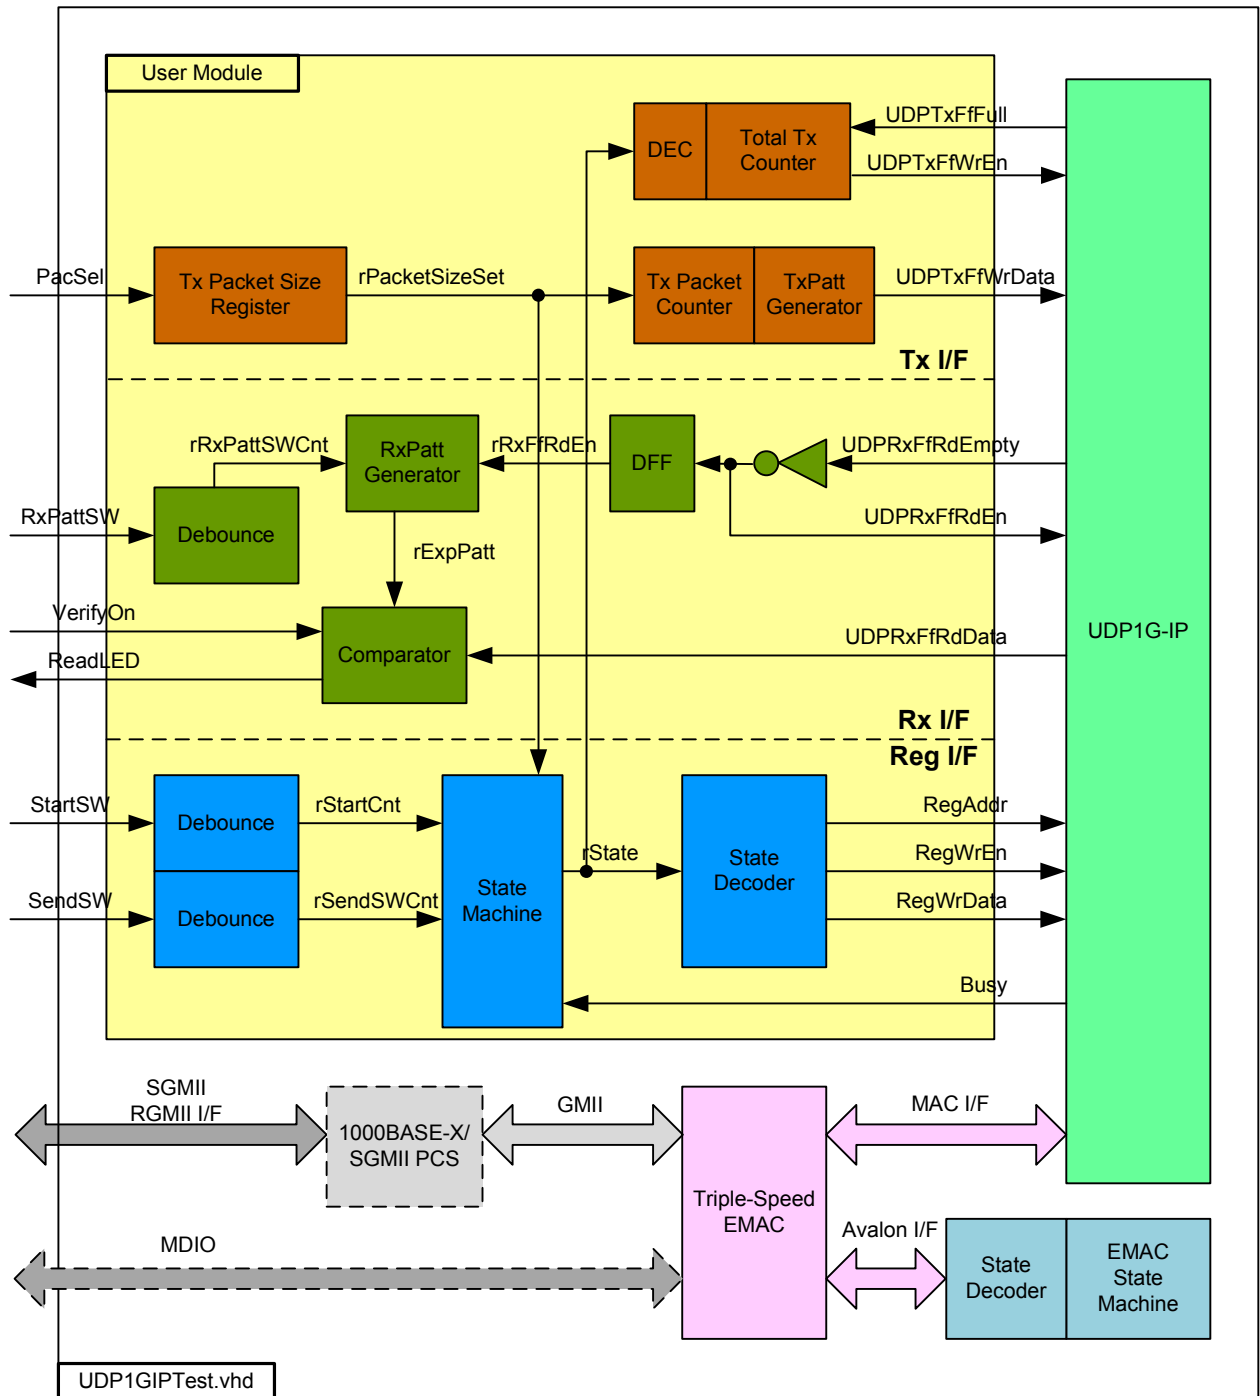 User Module
DEC
Total Tx
Counter
UDPTxFfFull
UDPTxFfWrEn
PacSel
Tx Packet Size
Register
rPacketSizeSet
Tx Packet
Counter
TxPatt
Generator
UDPTxFfWrData
Tx I/F
rRxPattSWCnt
RxPatt
Generator
rRxFfRdEn
DFF
UDPRxFfRdEmpty
RxPattSW
Debounce
UDPRxFfRdEn
rExpPatt
VerifyOn
ReadLED
Comparator
UDPRxFfRdData
UDP1G-IP
Rx I/F
Reg I/F
StartSW
Debounce
rStartCnt
SendSW
Debounce
rSendSWCnt
State
Machine
rState
State
Decoder
RegAddr
RegWrEn
RegWrData
Busy
SGMII
RGMII I/F
1000BASE-X/
SGMII PCS
GMII
Triple-Speed
EMAC
MAC I/F
MDIO
Avalon I/F
State
Decoder
EMAC
State
Machine
UDP1GIPTest.vhd